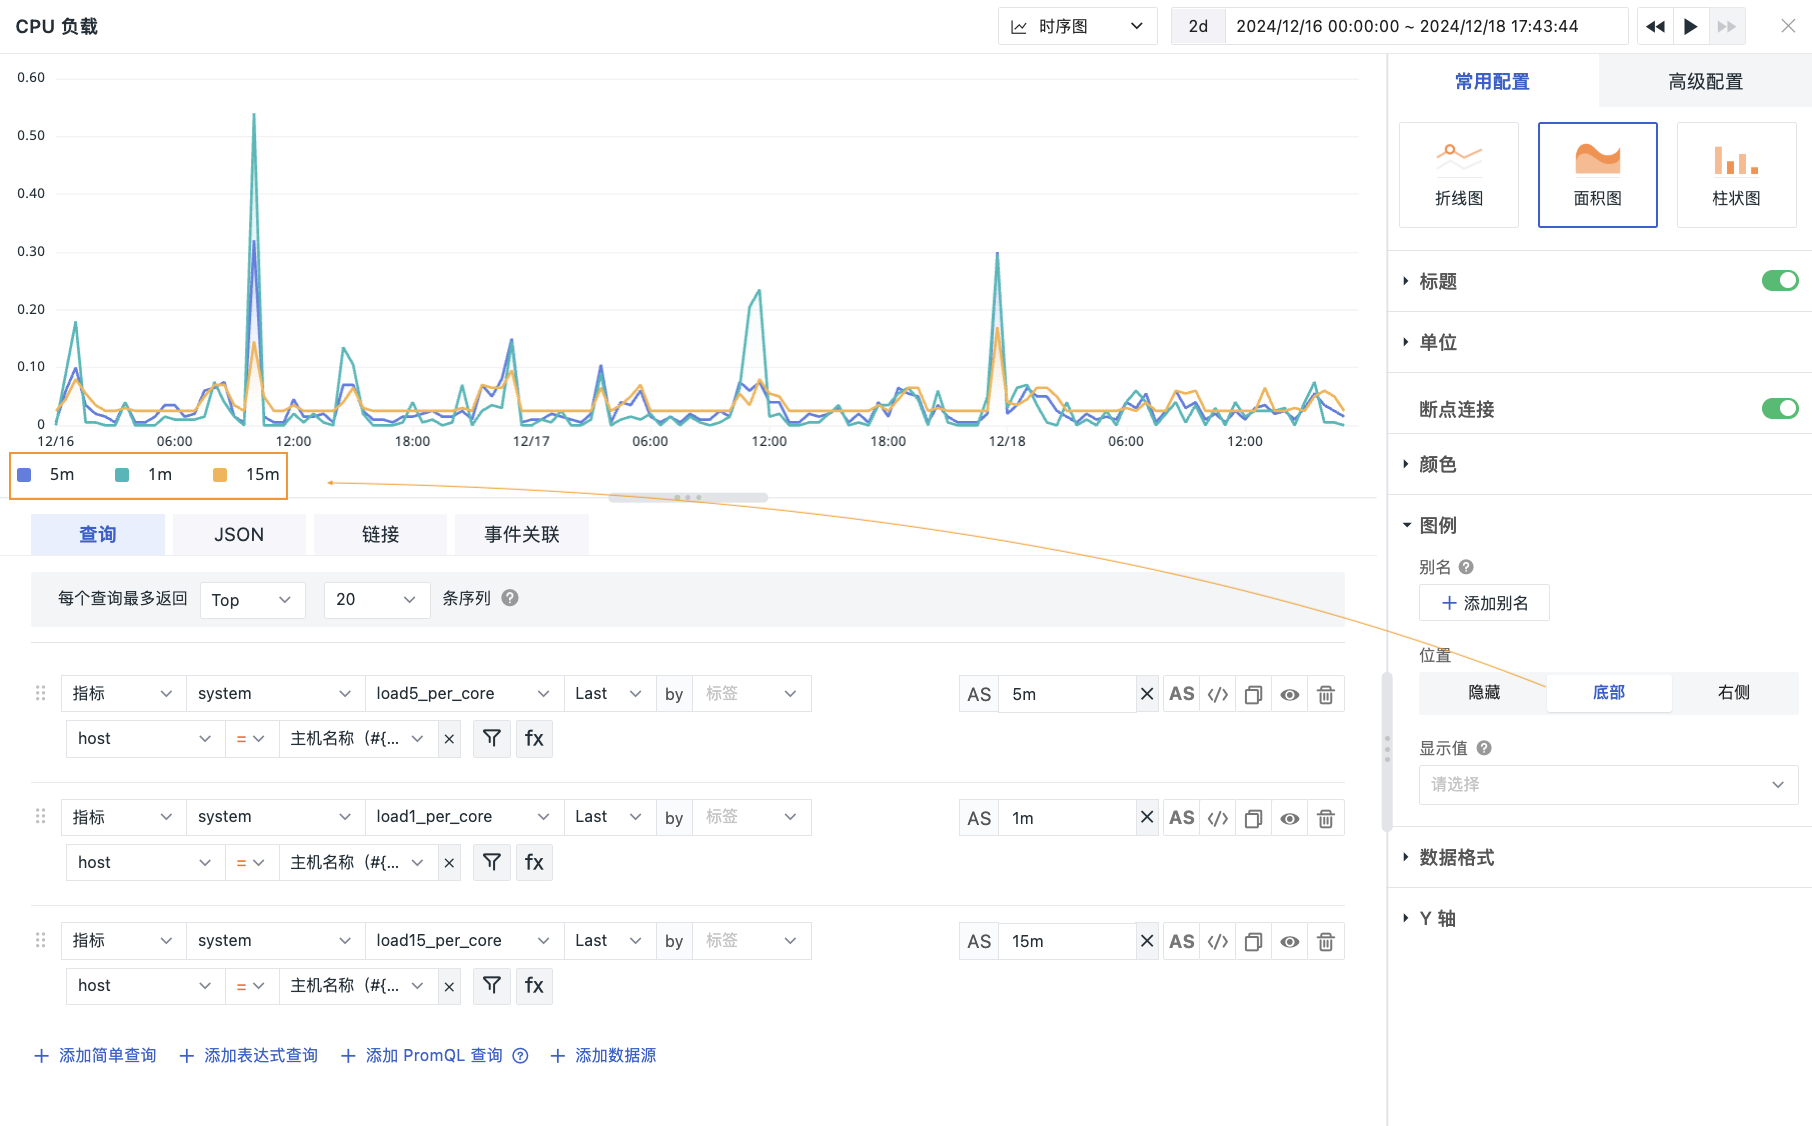 CPU 负载
时序图
2d 2024/12/16 00:00:00 ~ 2024/12/18 17:43:44
0.60
0.50
0.40
0.30
0.20
0.10
0
12/16 06:00 12:00 18:00 12/17 06:00 12:00 18:00 12/18 06:00 12:00
5m 1m 15m
查询 JSON 链接 事件关联
每个查询最多返回 Top 20 条序列 ?
指标 system load5_per_core Last by 标签 AS 5m AS </>
host = 主机名称 (#{... fx
指标 system load1_per_core Last by 标签 AS 1m AS </>
host = 主机名称 (#{... fx
指标 system load15_per_core Last by 标签 AS 15m AS </>
host = 主机名称 (#{... fx
+ 添加简单查询 + 添加表达式查询 + 添加 PromQL 查询 ? + 添加数据源
常用配置 高级配置
折线图 面积图 柱状图
标题
单位
断点连接
颜色
图例
别名 ?
+ 添加别名
位置
隐藏 底部 右侧
显示值 ?
请选择
数据格式
Y 轴